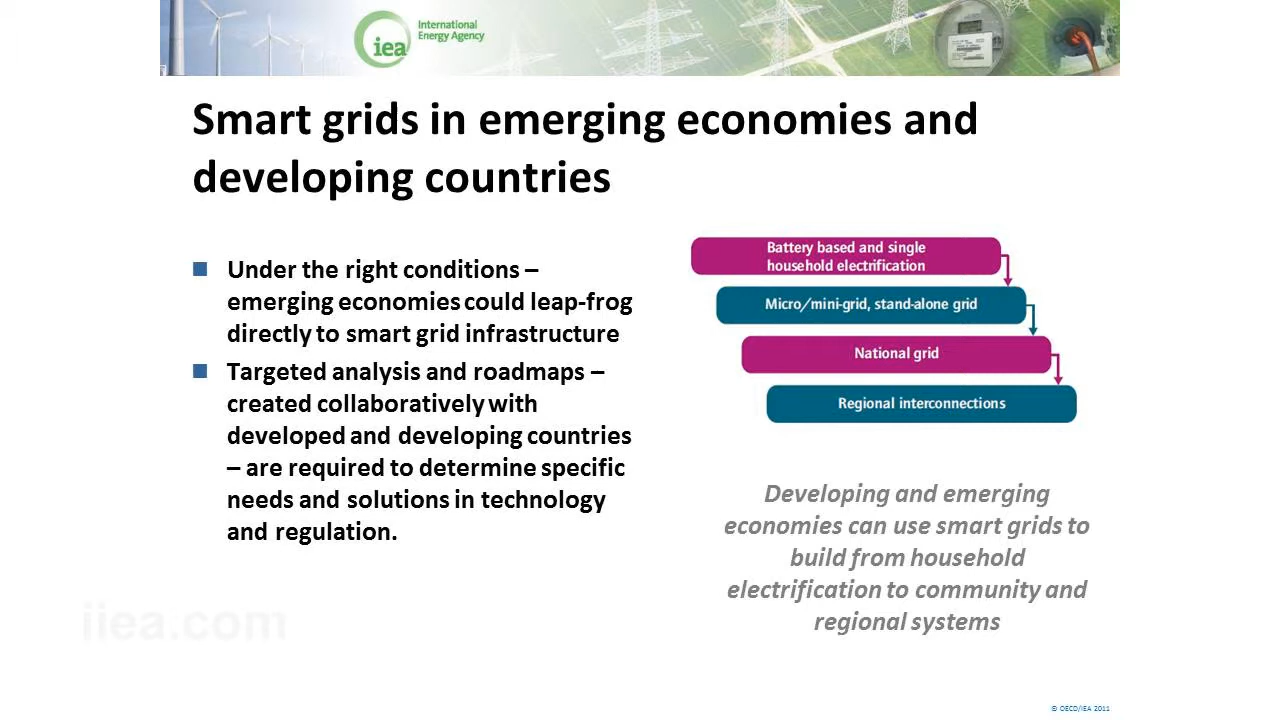 iea
International
Energy Agency
Smart grids in emerging economies and
developing countries
Under the right conditions –
emerging economies could leap-frog
directly to smart grid infrastructure
Targeted analysis and roadmaps –
created collaboratively with
developed and developing countries
– are required to determine specific
needs and solutions in technology
and regulation.
Battery based and single
household electrification
Micro/mini-grid, stand-alone grid
National grid
Regional interconnections
Developing and emerging
economies can use smart grids to
build from household
electrification to community and
regional systems
iiea.com
© OECD/IEA 2011